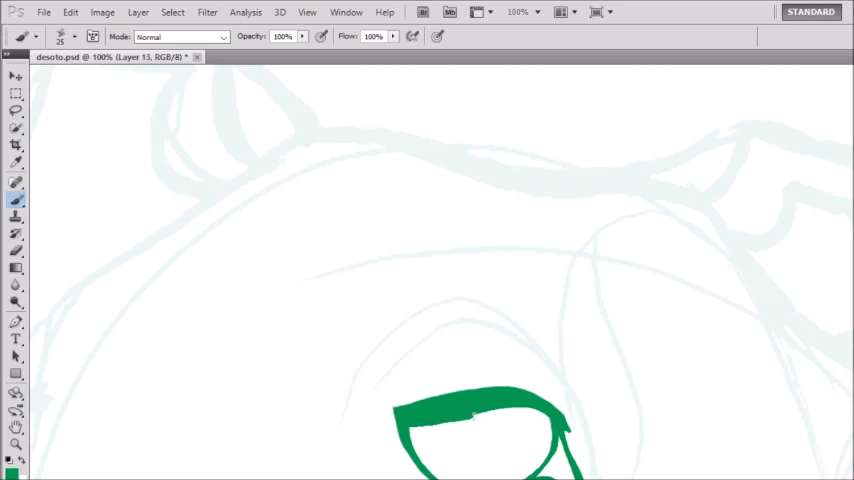 Ps File Edit Image Layer Select Filter Analysis 3D View Window Help Br Mb 100% STANDARD
25 Mode: Normal Opacity: 100% Flow: 100%
desoto.psd @ 100% (Layer 13, RGB/8) *
T